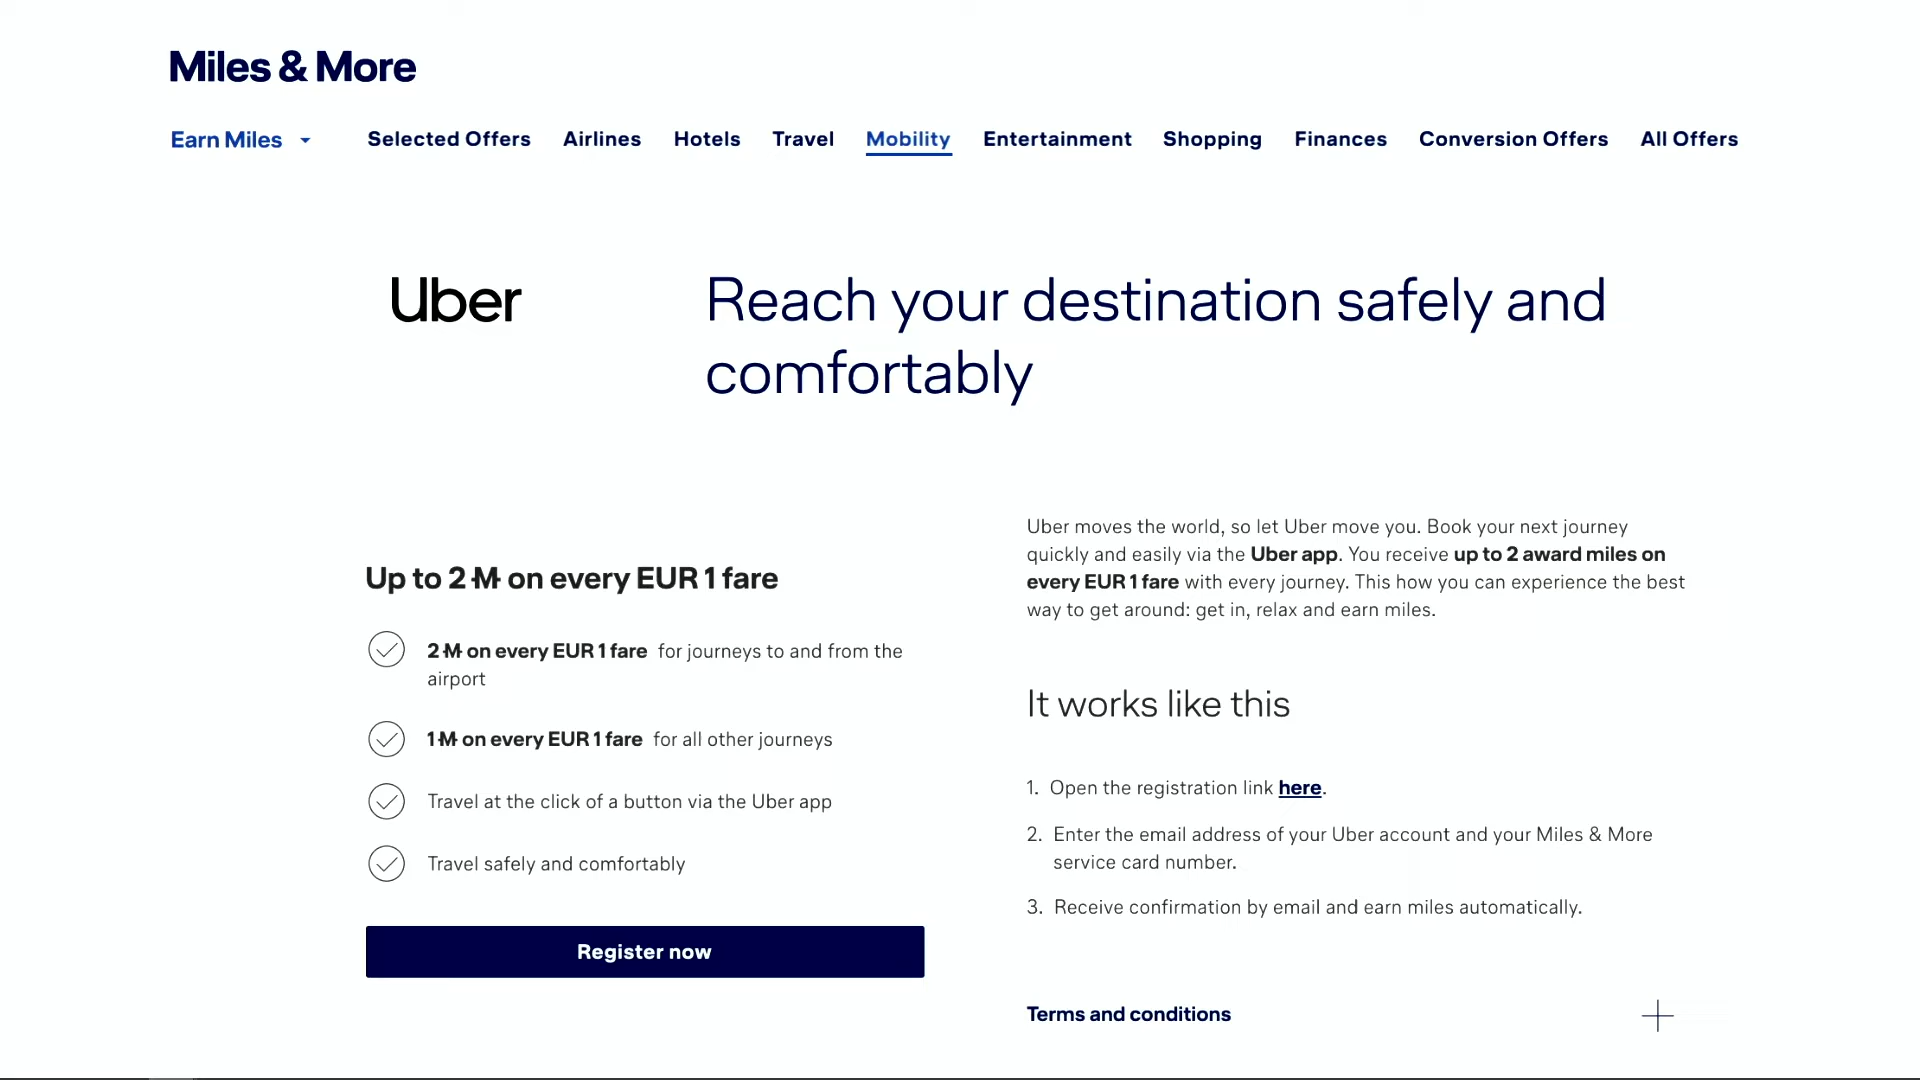 Miles & More
Earn Miles
Selected Offers Airlines Hotels Travel Mobility Entertainment Shopping Finances Conversion Offers All Offers
Uber
Reach your destination safely and
comfortably
Up to 2 M on every EUR 1 fare
2 M on every EUR 1 fare for journeys to and from the
airport
1 M on every EUR 1 fare for all other journeys
Travel at the click of a button via the Uber app
Travel safely and comfortably
Register now
Uber moves the world, so let Uber move you. Book your next journey
quickly and easily via the Uber app. You receive up to 2 award miles on
every EUR 1 fare with every journey. This how you can experience the best
way to get around: get in, relax and earn miles.
It works like this
1. Open the registration link here.
2. Enter the email address of your Uber account and your Miles & More
service card number.
3. Receive confirmation by email and earn miles automatically.
Terms and conditions